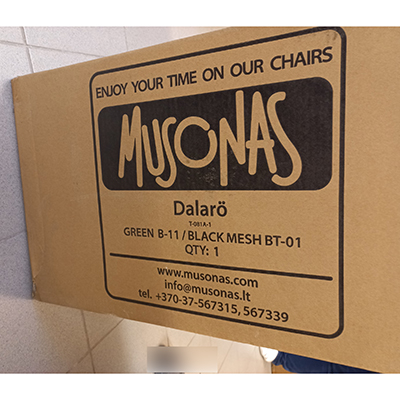 ENJOY YOUR TIME ON OUR CHAIRS
MUSONAS
Dalarö
T-081A-1
GREEN B-11 / BLACK MESH BT-01
QTY: 1
www.musonas.com
info@musonas.lt
tel. +370-37-567315, 567339